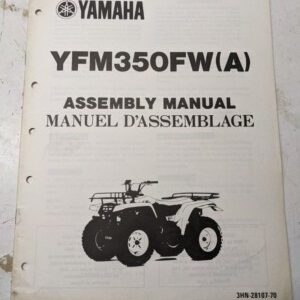 YAMAHA
YFM350FW(A)
ASSEMBLY MANUAL
MANUEL D'ASSEMBLAGE
3HN-28107-70